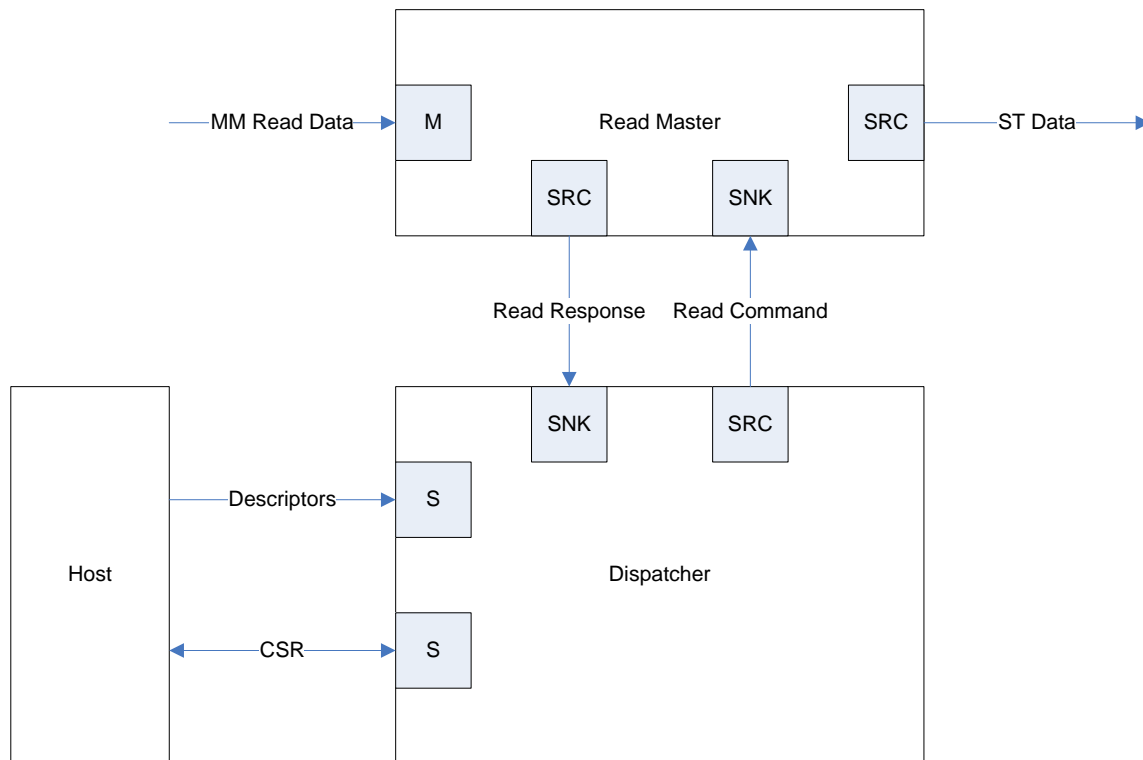 MM Read Data
M
Read Master
SRC
ST Data
SRC
SNK
Read Response
Read Command
SNK
SRC
Descriptors
S
Host
Dispatcher
CSR
S